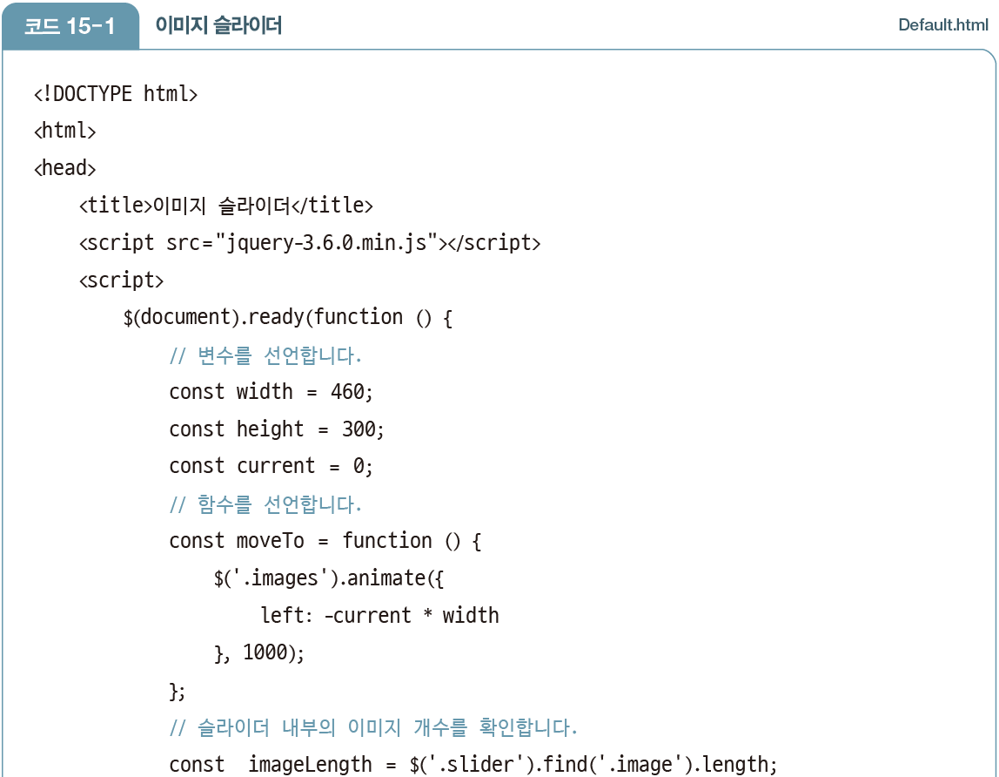 코드 15-1 이미지 슬라이더 Default.html
<!DOCTYPE html>
<html>
<head>
    <title>이미지 슬라이더</title>
    <script src="jquery-3.6.0.min.js"></script>
    <script>
        $(document).ready(function () {
            // 변수를 선언합니다.
            const width = 460;
            const height = 300;
            const current = 0;
            // 함수를 선언합니다.
            const moveTo = function () {
                $('.images').animate({
                    left: -current * width
                }, 1000);
            };
            // 슬라이더 내부의 이미지 개수를 확인합니다.
            const  imageLength = $('.slider').find('.image').length;